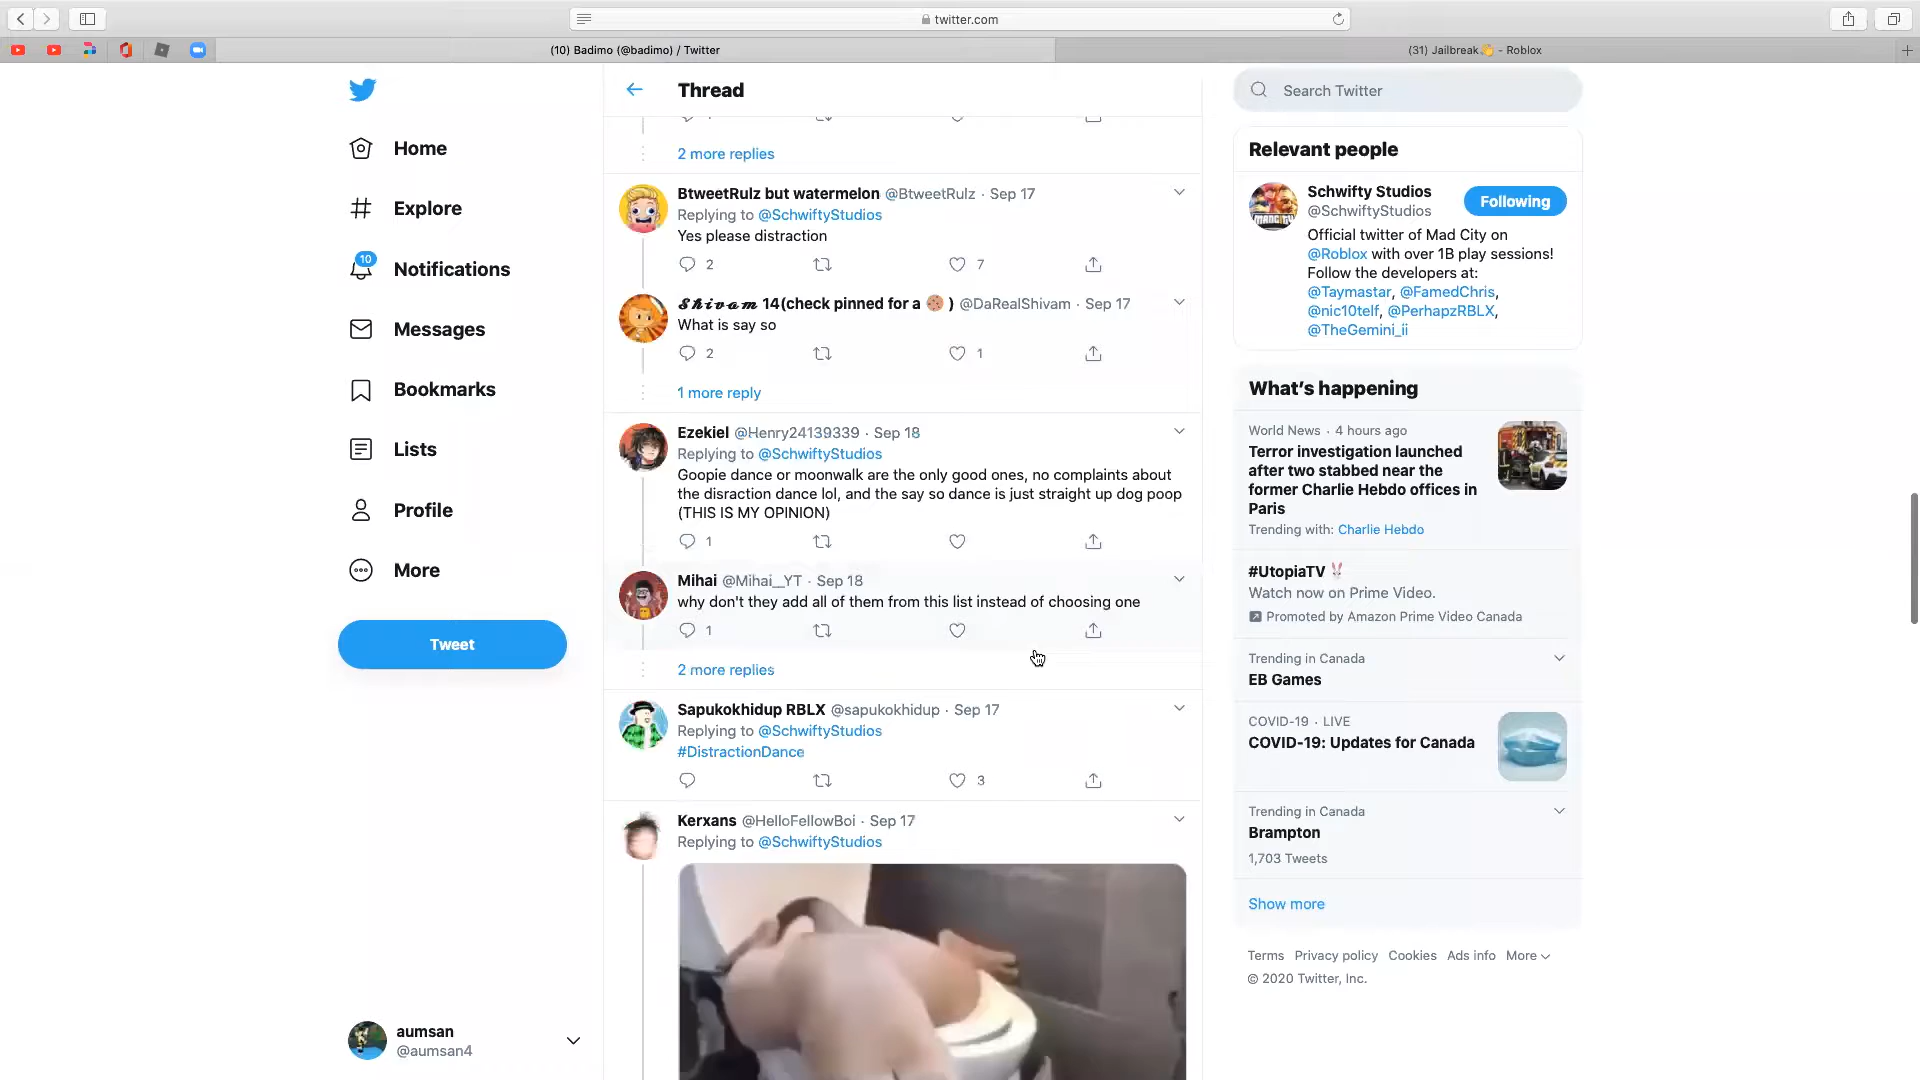 twitter.com
(10) Badimo (@badimo) / Twitter
(31) Jailbreak👋 - Roblox
Home
Explore
10
Notifications
Messages
Bookmarks
Lists
Profile
More
Tweet
aumsan
@aumsan4
Thread
2 more replies
BtweetRulz but watermelon @BtweetRulz · Sep 17
Replying to @SchwiftyStudios
Yes please distraction
2 7
𝓢𝓱𝓲𝓿𝓪𝓶 14(check pinned for a 🍪 ) @DaRealShivam · Sep 17
What is say so
2 1
1 more reply
Ezekiel @Henry24139339 · Sep 18
Replying to @SchwiftyStudios
Goopie dance or moonwalk are the only good ones, no complaints about
the disraction dance lol, and the say so dance is just straight up dog poop
(THIS IS MY OPINION)
1
Mihai @Mihai__YT · Sep 18
why don't they add all of them from this list instead of choosing one
1
2 more replies
Sapukokhidup RBLX @sapukokhidup · Sep 17
Replying to @SchwiftyStudios
#DistractionDance
3
Kerxans @HelloFellowBoi · Sep 17
Replying to @SchwiftyStudios
Search Twitter
Relevant people
Schwifty Studios
@SchwiftyStudios
Following
Official twitter of Mad City on
@Roblox with over 1B play sessions!
Follow the developers at:
@Taymastar, @FamedChris,
@nic10telf, @PerhapzRBLX,
@TheGemini_ii
What's happening
World News · 4 hours ago
Terror investigation launched
after two stabbed near the
former Charlie Hebdo offices in
Paris
Trending with: Charlie Hebdo
#UtopiaTV
Watch now on Prime Video.
Promoted by Amazon Prime Video Canada
Trending in Canada
EB Games
COVID-19 · LIVE
COVID-19: Updates for Canada
Trending in Canada
Brampton
1,703 Tweets
Show more
Terms Privacy policy Cookies Ads info More
© 2020 Twitter, Inc.